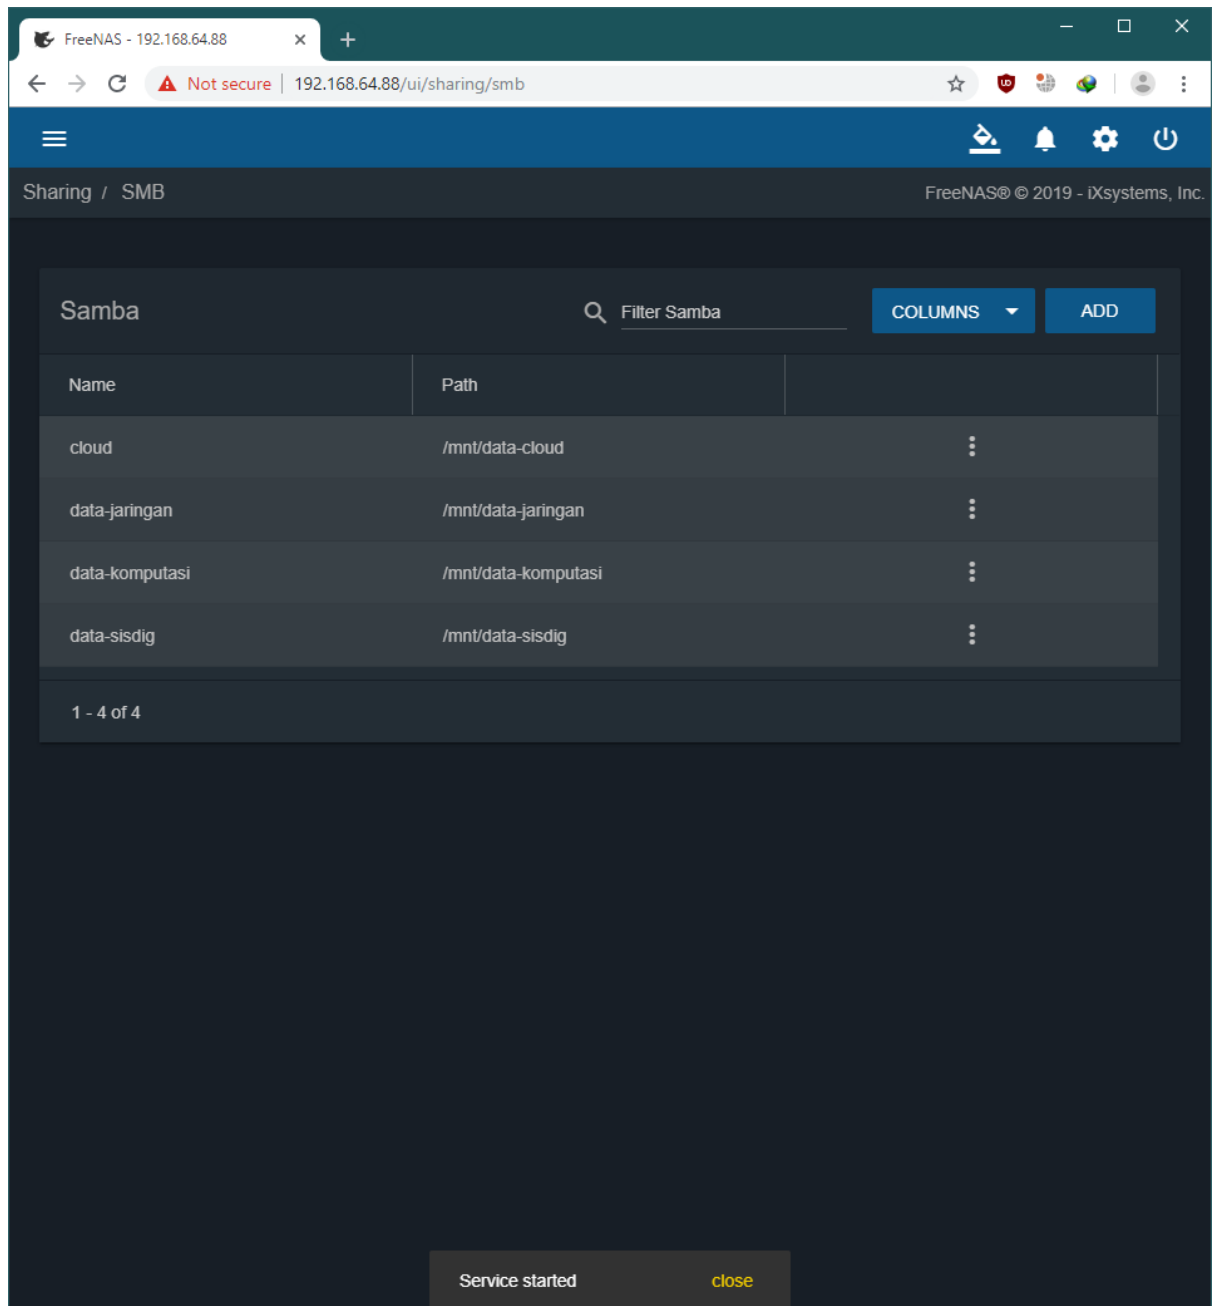 FreeNAS - 192.168.64.88
Not secure | 192.168.64.88/ui/sharing/smb
Sharing / SMB
FreeNAS® © 2019 - iXsystems, Inc.
Samba
Filter Samba
COLUMNS
ADD
Name Path
cloud /mnt/data-cloud
data-jaringan /mnt/data-jaringan
data-komputasi /mnt/data-komputasi
data-sisdig /mnt/data-sisdig
1 - 4 of 4
Service started close